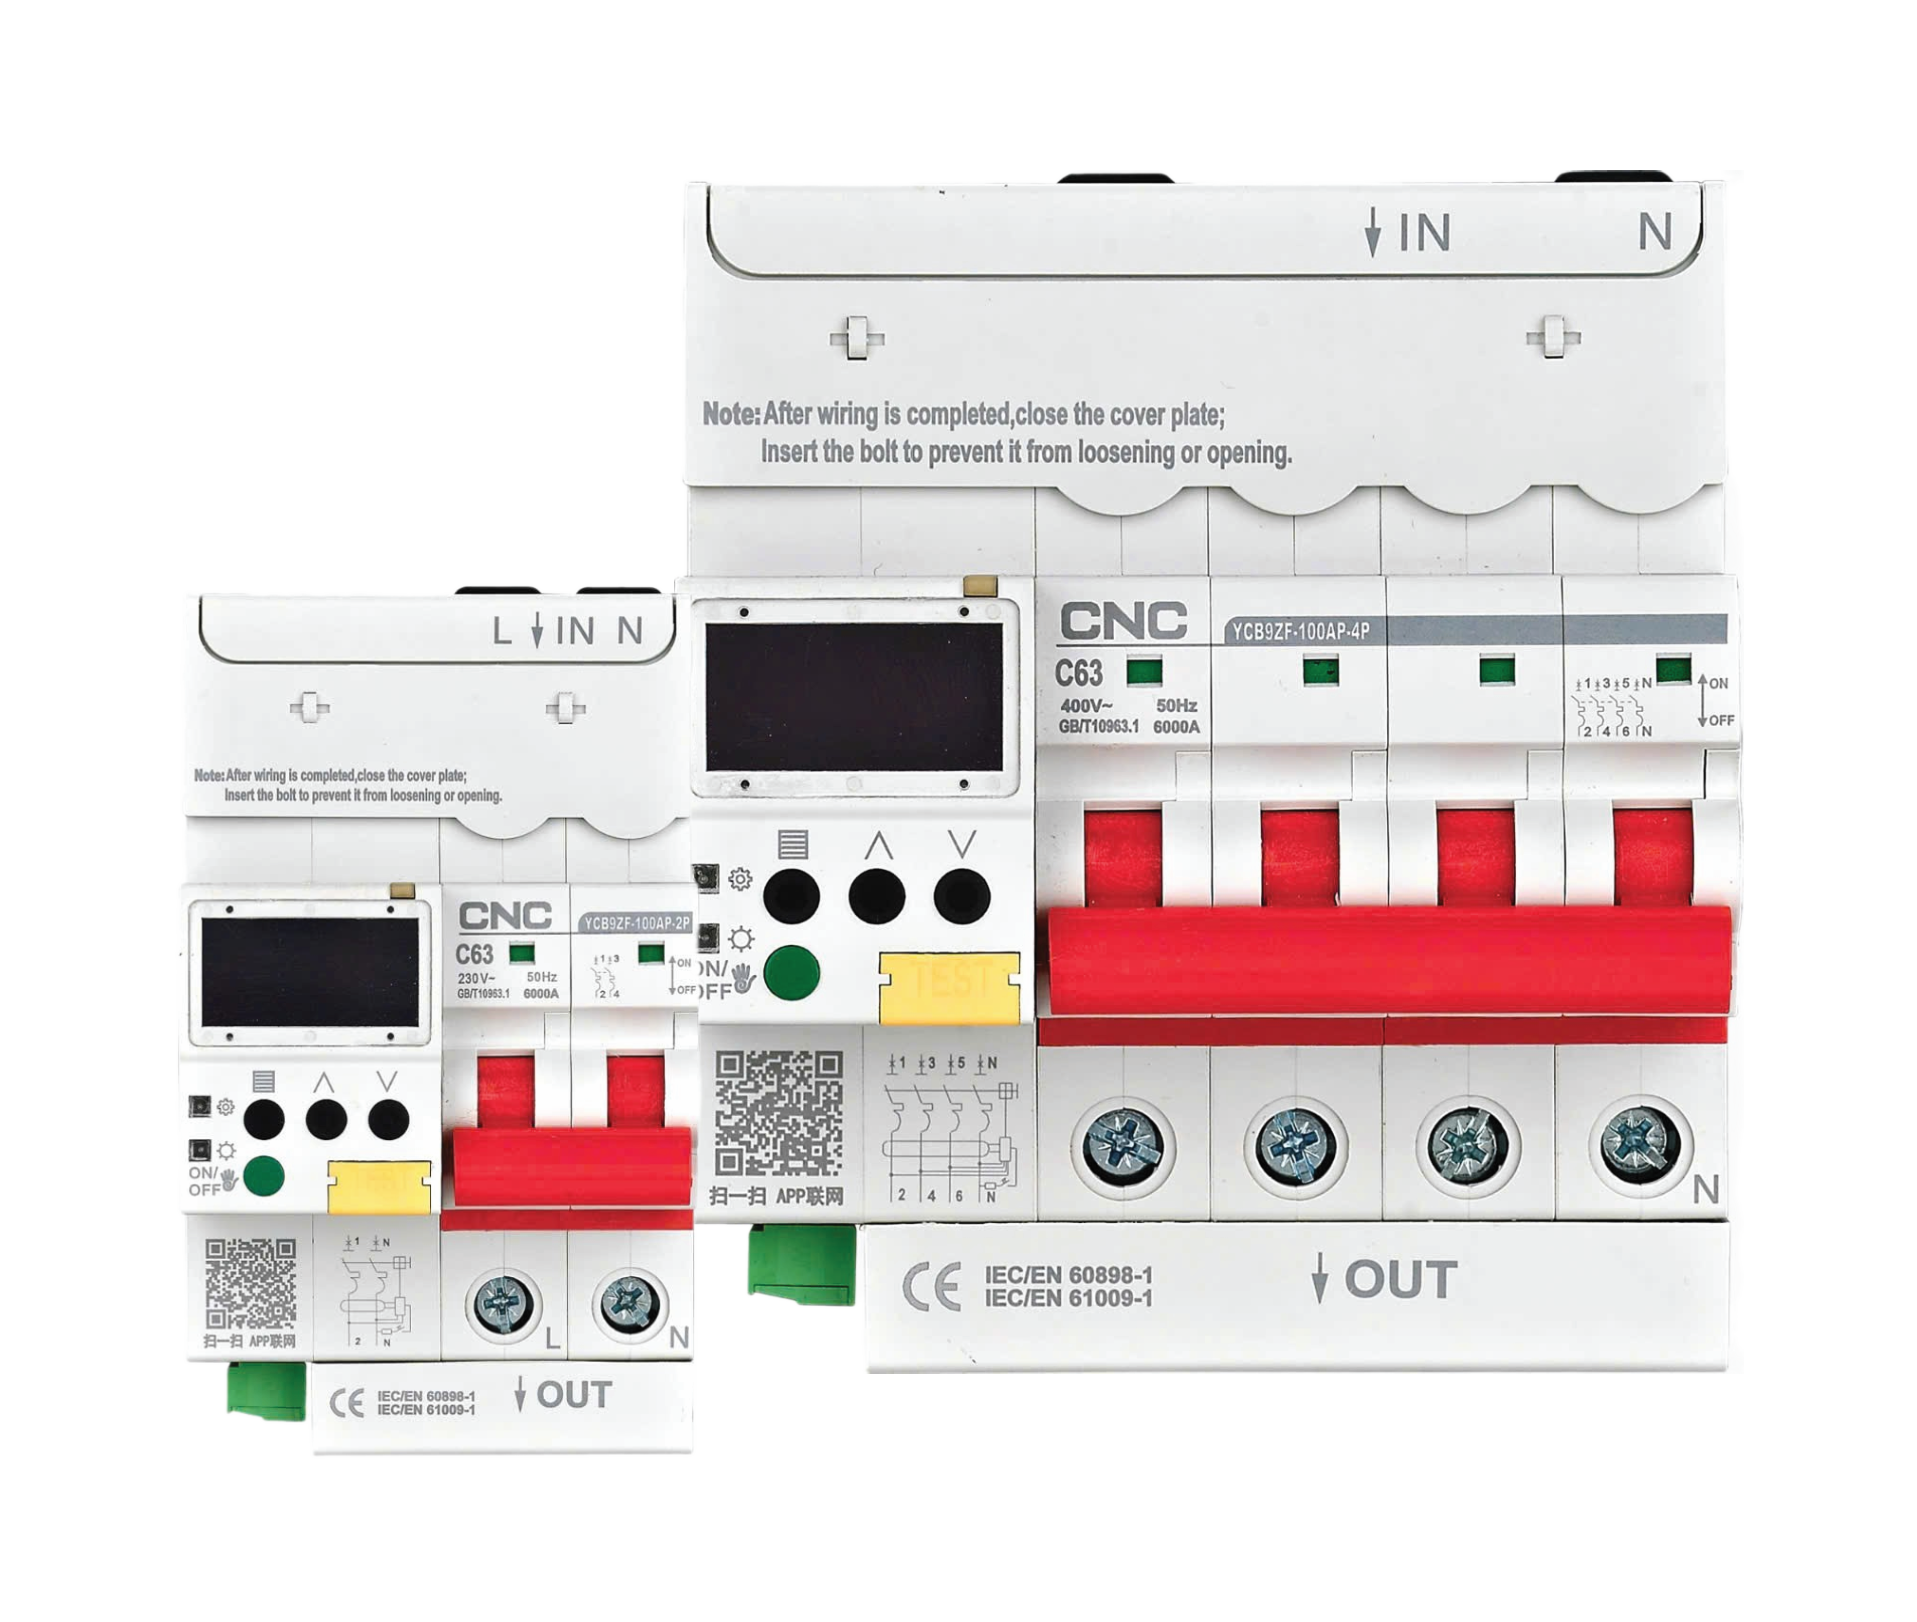 ↓ IN N
Note: After wiring is completed,close the cover plate;
Insert the bolt to prevent it from loosening or opening.
CNC
YCB9ZF-100AP-4P
C63
400V~ 50Hz
GB/T10963.1 6000A
1 3 5 N
2 4 6 N
ON
OFF
ON/
OFF
TEST
扫一扫 APP联网
1 3 5 N
2 4 6 N
N
CE
IEC/EN 60898-1
IEC/EN 61009-1
↓ OUT
L ↓ IN N
Note: After wiring is completed,close the cover plate;
Insert the bolt to prevent it from loosening or opening.
CNC
YCB9ZF-100AP-2P
C63
230V~ 50Hz
GB/T10963.1 6000A
1 3
2 4
ON
OFF
ON/
OFF
扫一扫 APP联网
1 N
2 N
L
N
CE
IEC/EN 60898-1
IEC/EN 61009-1
↓ OUT